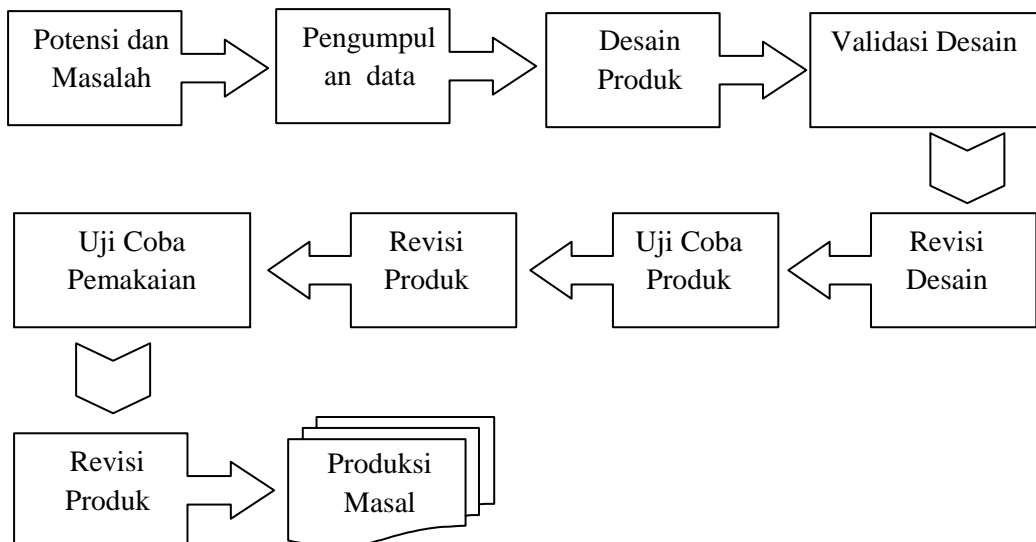 Potensi dan
Masalah
Pengumpul
an data
Desain
Produk
Validasi Desain
Revisi
Desain
Uji Coba
Produk
Revisi
Produk
Uji Coba
Pemakaian
Revisi
Produk
Produksi
Masal